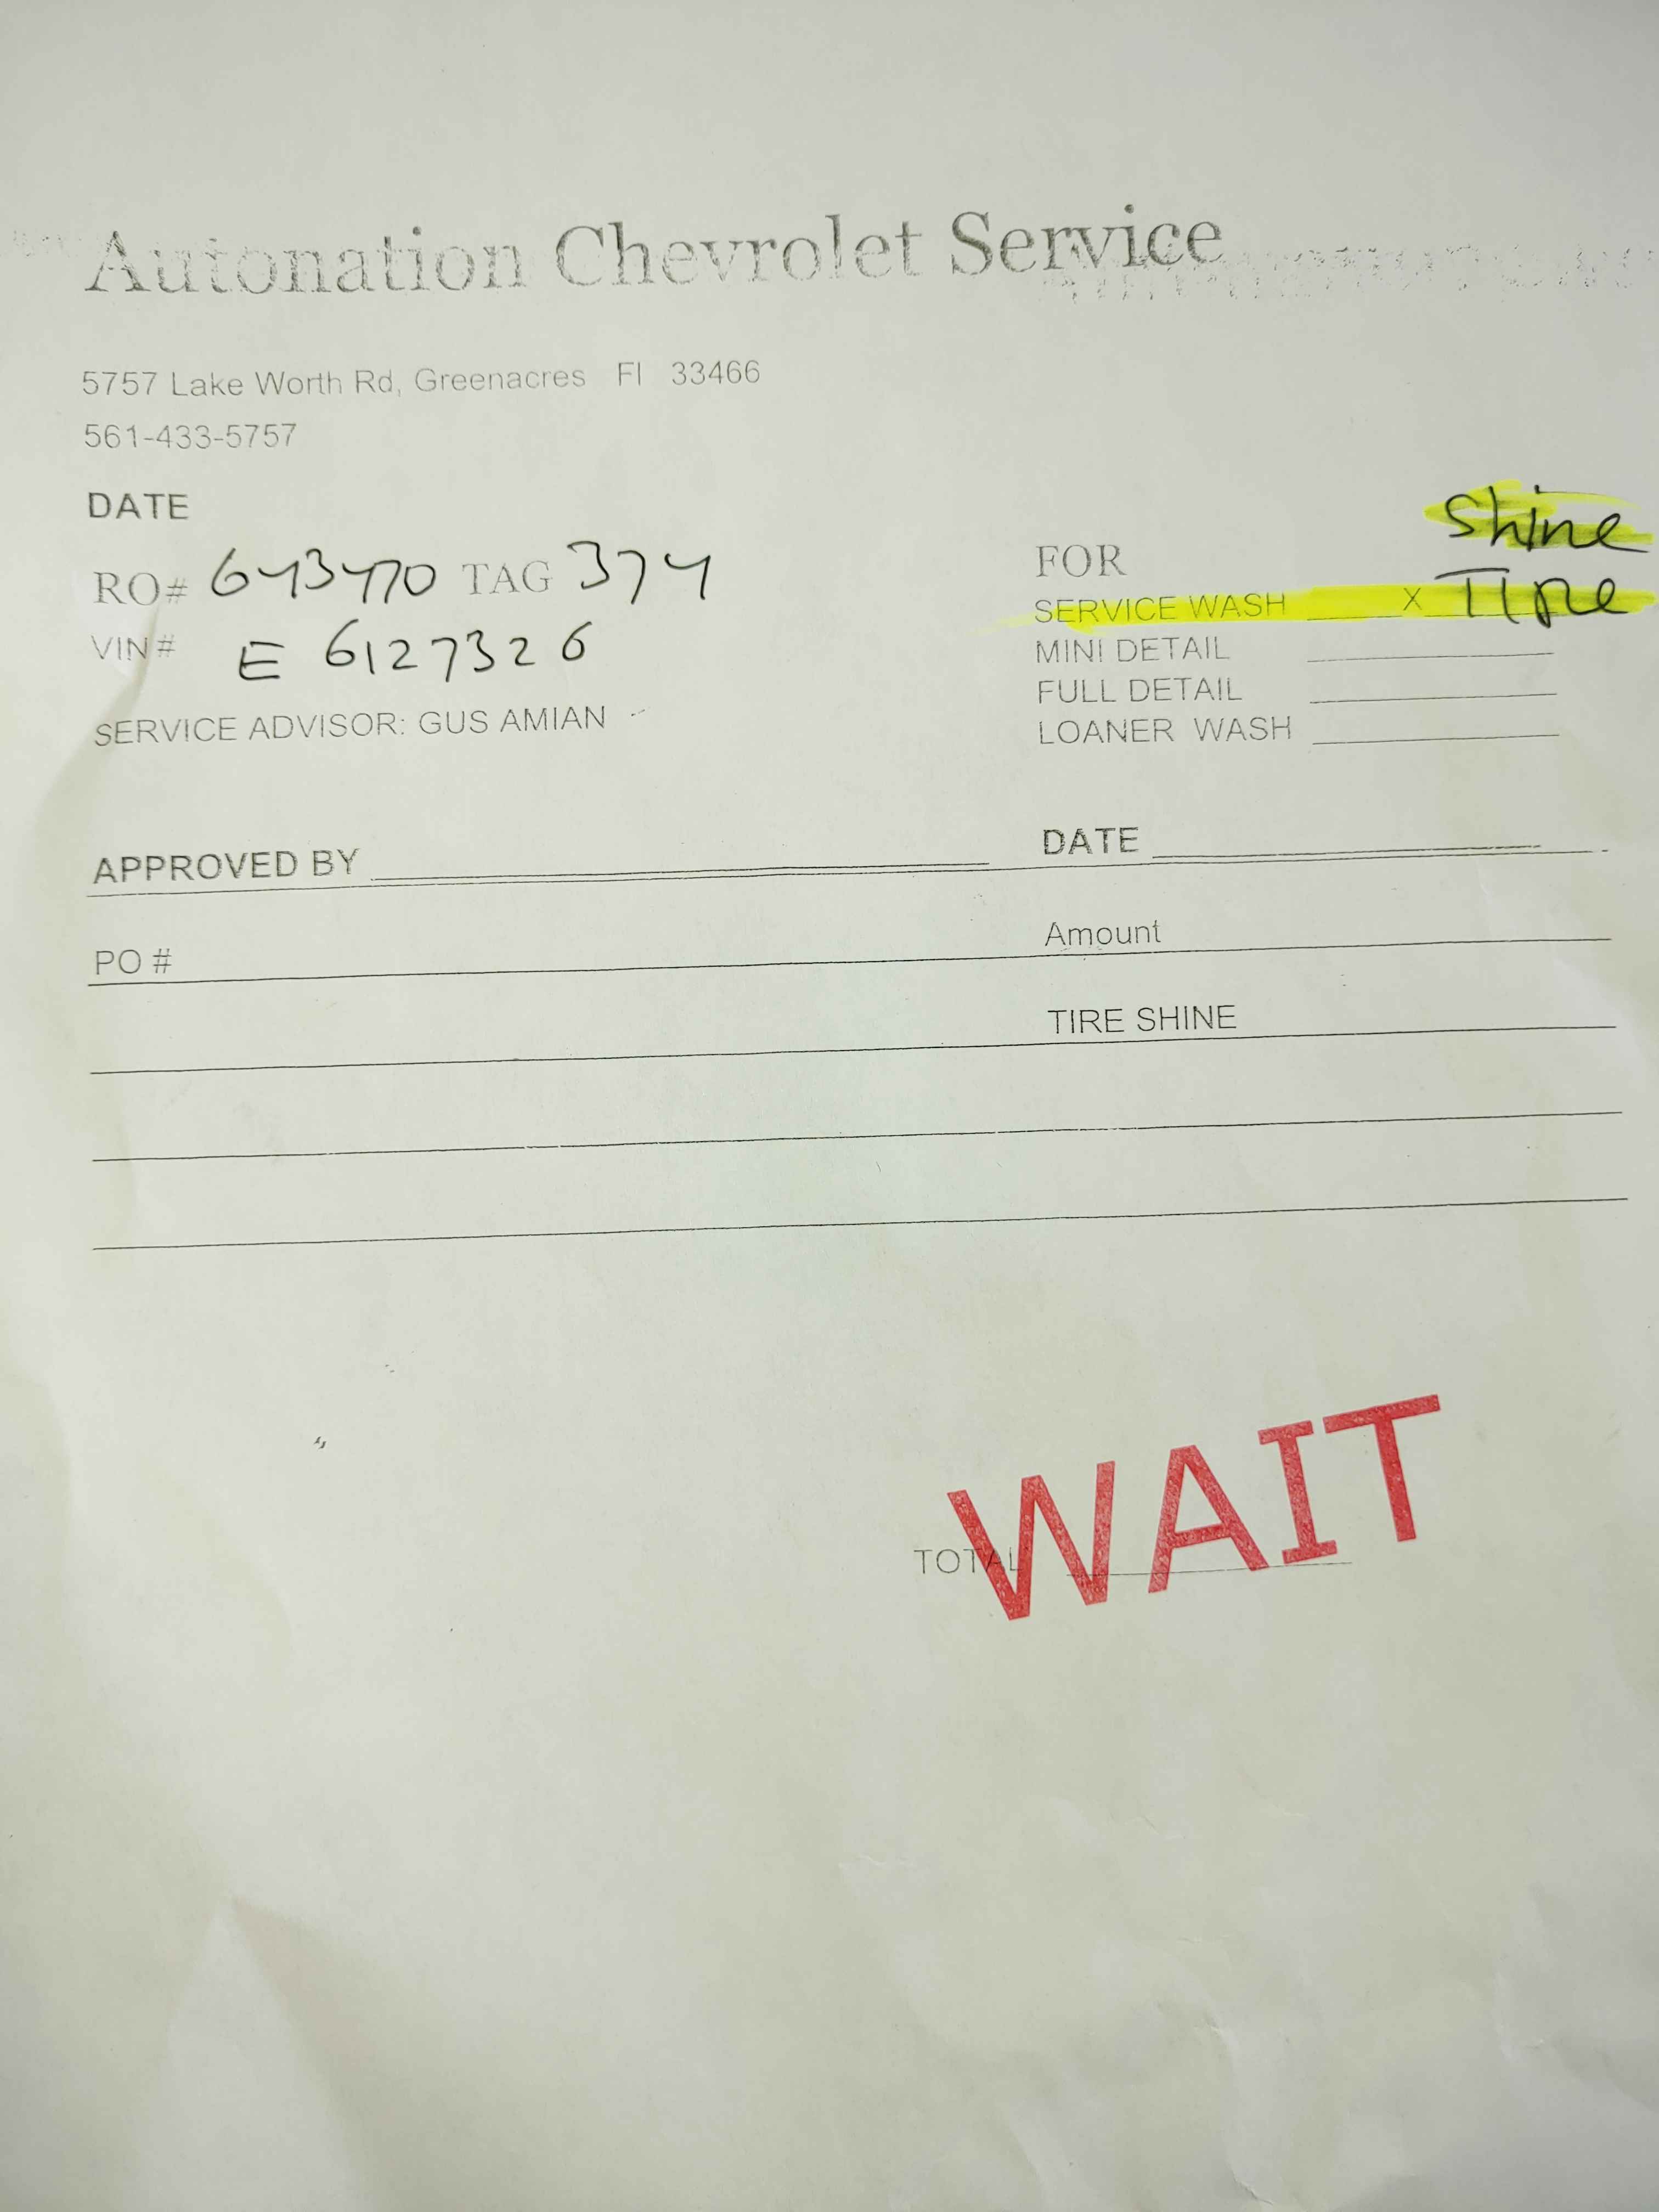 Autonation Chevrolet Service
5757 Lake Worth Rd, Greenacres Fl 33466
561-433-5757
DATE
RO# 643470 TAG 374
VIN# E 6127326
SERVICE ADVISOR: GUS AMIAN
Shine
FOR
SERVICE WASH X TIRe
MINI DETAIL
FULL DETAIL
LOANER WASH
APPROVED BY DATE
PO # Amount
TIRE SHINE
WAIT
TOTAL